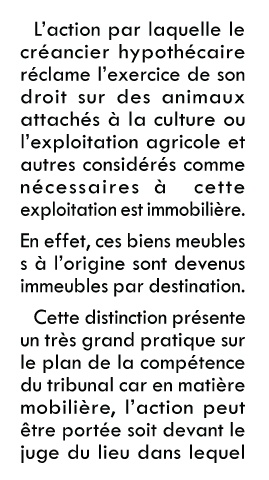 L'action par laquelle le
créancier hypothécaire
réclame l'exercice de son
droit sur des animaux
attachés à la culture ou
l'exploitation agricole et
autres considérés comme
nécessaires à cette
exploitation est immobilière.
En effet, ces biens meubles
s à l'origine sont devenus
immeubles par destination.
Cette distinction présente
un très grand pratique sur
le plan de la compétence
du tribunal car en matière
mobilière, l'action peut
être portée soit devant le
juge du lieu dans lequel